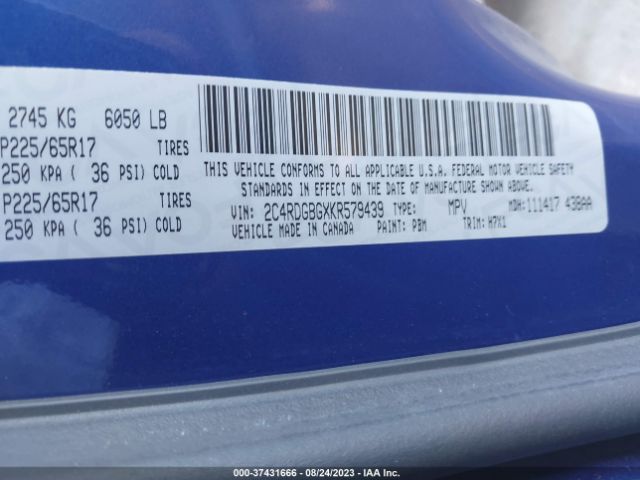 2745 KG 6050 LB
P225/65R17 TIRES
250 KPA ( 36 PSI) COLD
P225/65R17 TIRES
250 KPA ( 36 PSI) COLD
THIS VEHICLE CONFORMS TO ALL APPLICABLE U.S.A. FEDERAL MOTOR VEHICLE SAFETY
STANDARDS IN EFFECT ON THE DATE OF MANUFACTURE SHOWN ABOVE.
VIN: 2C4RDGBGXKR579439 TYPE: MPV MDH: 111417 438AA
VEHICLE MADE IN CANADA PAINT: PBM TRIM: H7X1
STOCK: 37431666 - 08/24/2023 - IAA Inc.